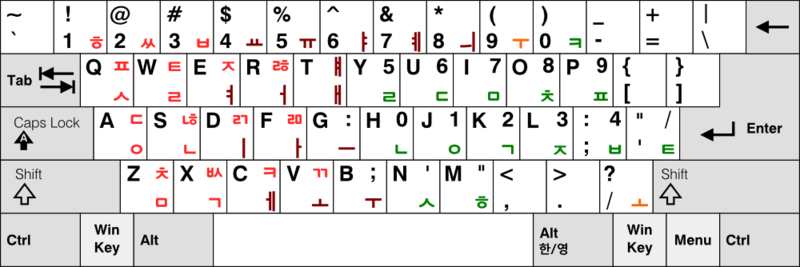 ~ ! @ # $ % ^ & * ( ) _ + |
` 1 ㅎ 2 ㅆ 3 ㅂ 4 ㅛ 5 ㅠ 6 ㅑ 7 ㅖ 8 ㅢ 9 ㅜ 0 ㅋ - = \
Tab Q ㅍ W ㅌ E ㅈ R ㅀ T ㅒ Y 5 U 6 I 7 O 8 P 9 { }
ㅅ ㄹ ㅕ ㅓ ㅐ ㄹ ㄷ ㅁ ㅊ ㅍ [ ]
Caps Lock A A ㄷ S ㄶ D ㄺ F ㄻ G : H 0 J 1 K 2 L 3 : 4 " / Enter
ㅇ ㄴ ㅣ ㅏ ㅡ ㄴ ㅇ ㄱ ㅈ ; ㅂ ' ㅌ
Shift Z ㅊ X ㅄ C ㅋ V ㄲ B ; N ' M " < > ? Shift
ㅁ ㄱ ㅔ ㅗ ㅜ ㅅ ㅎ , . / ㅗ
Ctrl Win Key Alt Alt 한/영 Win Key Menu Ctrl